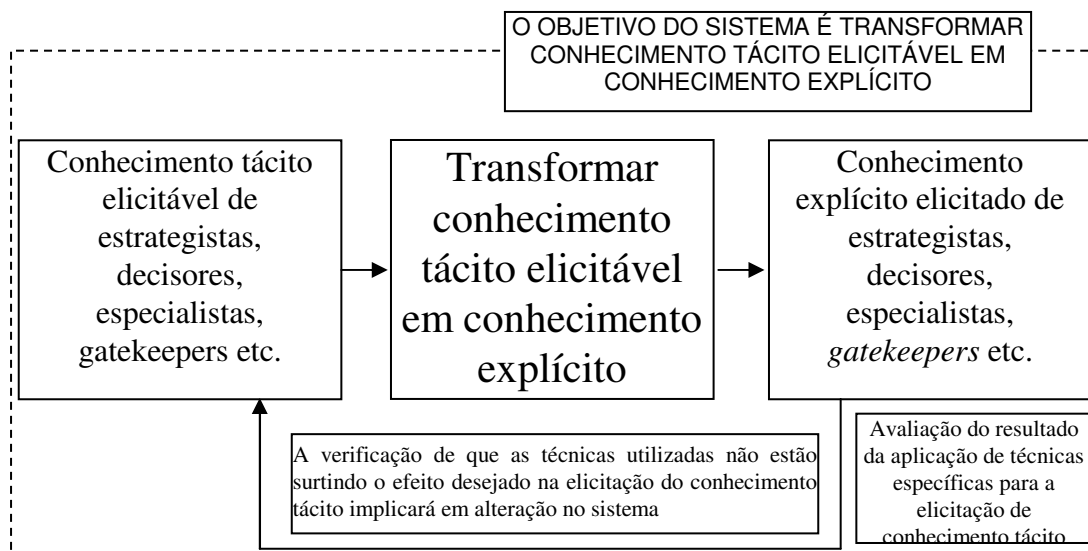 O OBJETIVO DO SISTEMA É TRANSFORMAR
CONHECIMENTO TÁCITO ELICITÁVEL EM
CONHECIMENTO EXPLÍCITO
Conhecimento tácito
elicitável de
estrategistas,
decisores,
especialistas,
gatekeepers etc.
Transformar
conhecimento
tácito elicitável
em conhecimento
explícito
Conhecimento
explícito elicitado de
estrategistas,
decisores,
especialistas,
gatekeepers etc.
A verificação de que as técnicas utilizadas não estão
surtindo o efeito desejado na elicitação do conhecimento
tácito implicará em alteração no sistema
Avaliação do resultado
da aplicação de técnicas
específicas para a
elicitação de
conhecimento tácito